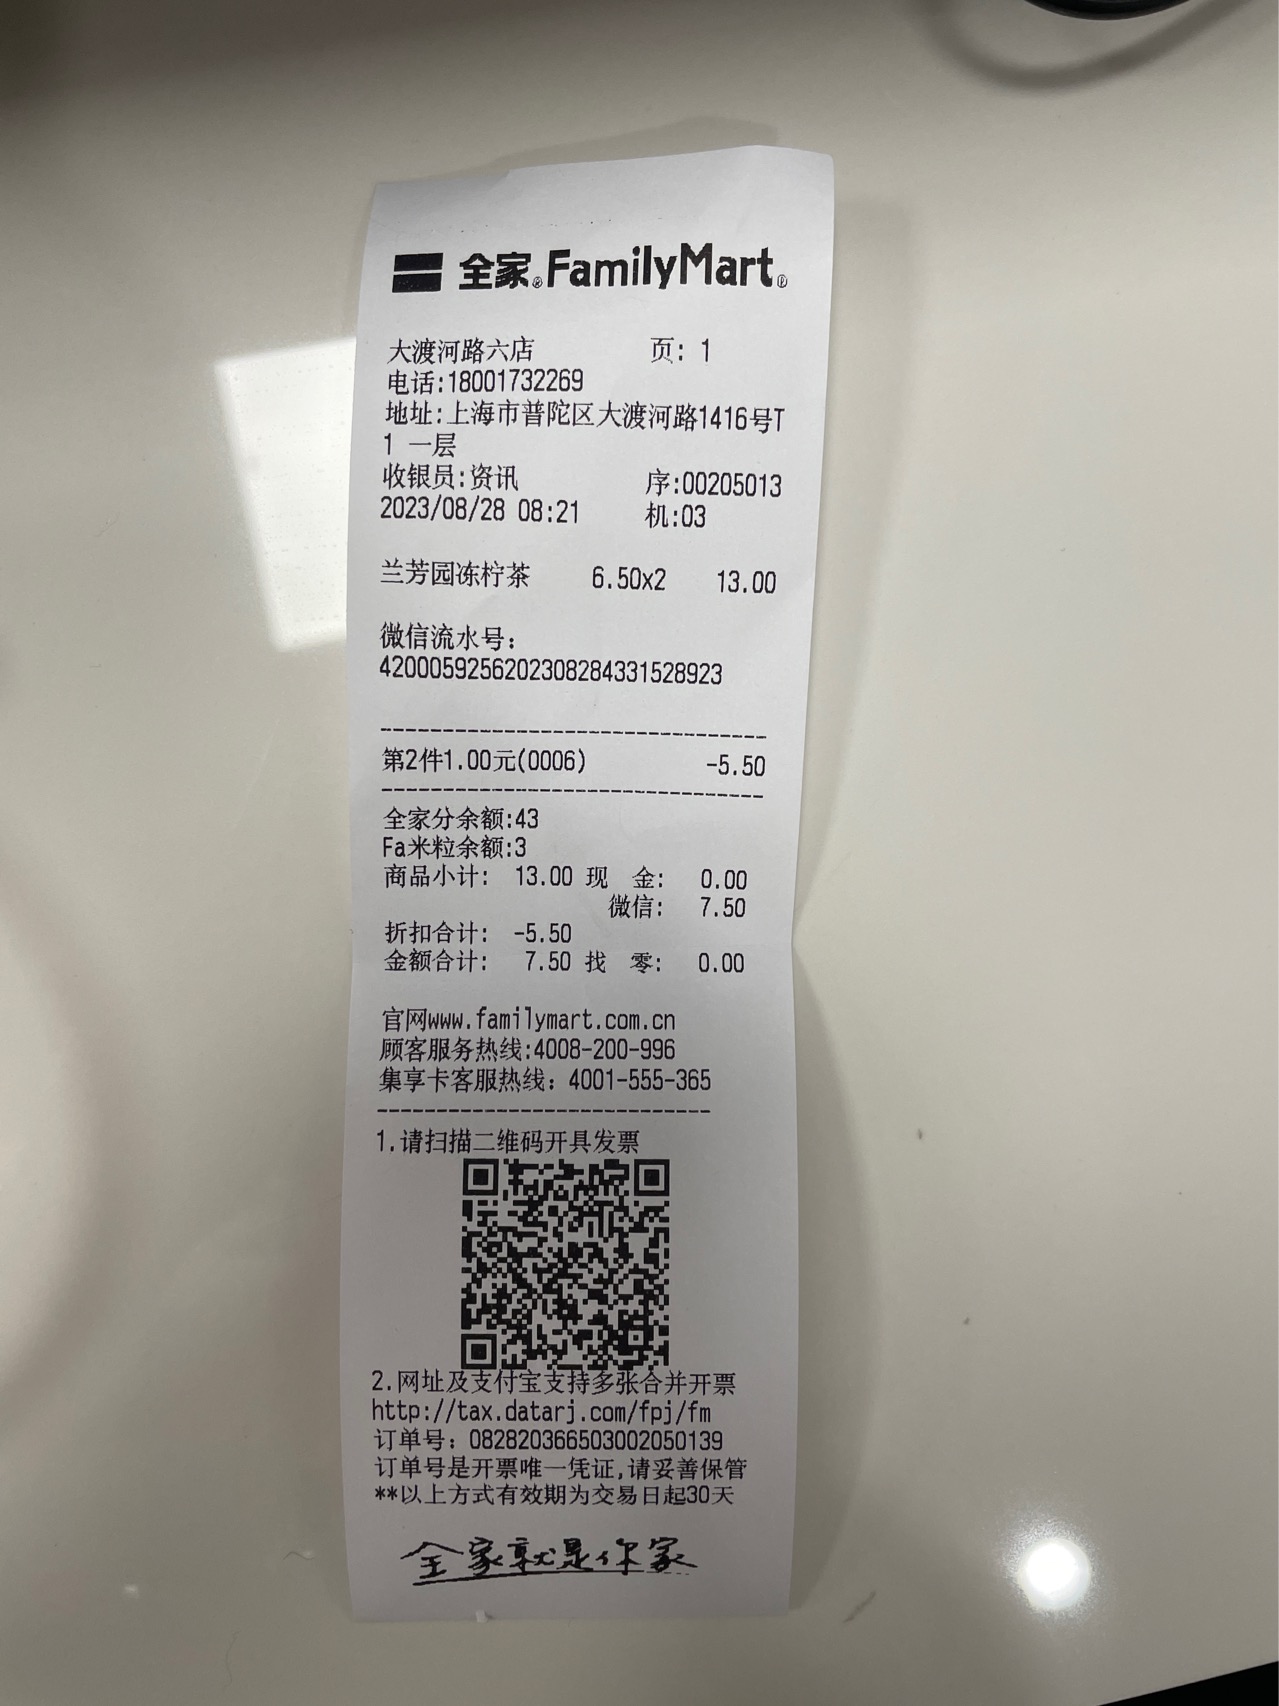 全家®FamilyMart®
大渡河路六店 页: 1
电话:18001732269
地址:上海市普陀区大渡河路1416号T
1 一层
收银员:资讯 序:00205013
2023/08/28 08:21 机:03
兰芳园冻柠茶 6.50x2 13.00
微信流水号:
4200059256202308284331528923
第2件1.00元(0006) -5.50
全家分余额:43
Fa米粒余额:3
商品小计: 13.00 现 金: 0.00
微信: 7.50
折扣合计: -5.50
金额合计: 7.50 找 零: 0.00
官网www.familymart.com.cn
顾客服务热线:4008-200-996
集享卡客服热线: 4001-555-365
1.请扫描二维码开具发票
2.网址及支付宝支持多张合并开票
http://tax.datarj.com/fpj/fm
订单号: 082820366503002050139
订单号是开票唯一凭证,请妥善保管
**以上方式有效期为交易日起30天
全家就是你家